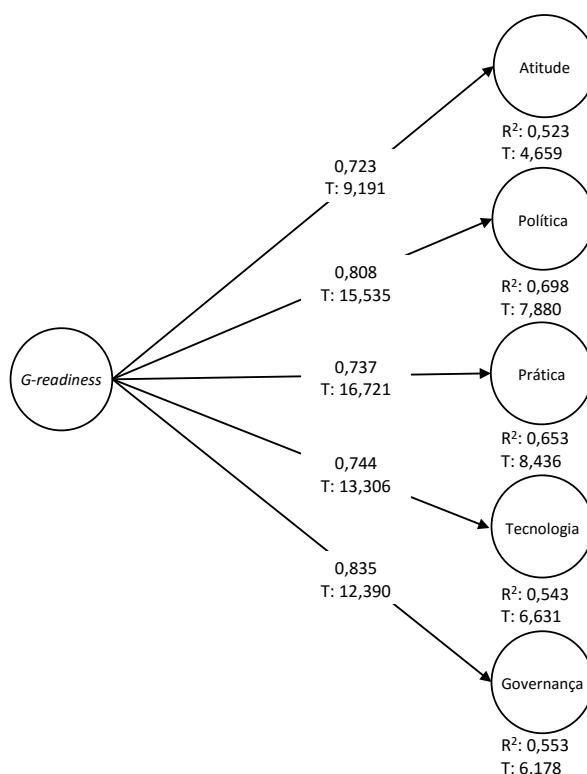 Atitude
R²: 0,523
T: 4,659
0,723
T: 9,191
Política
R²: 0,698
T: 7,880
0,808
T: 15,535
G-readiness
0,737
T: 16,721
Prática
R²: 0,653
T: 8,436
0,744
T: 13,306
Tecnologia
R²: 0,543
T: 6,631
0,835
T: 12,390
Governança
R²: 0,553
T: 6,178